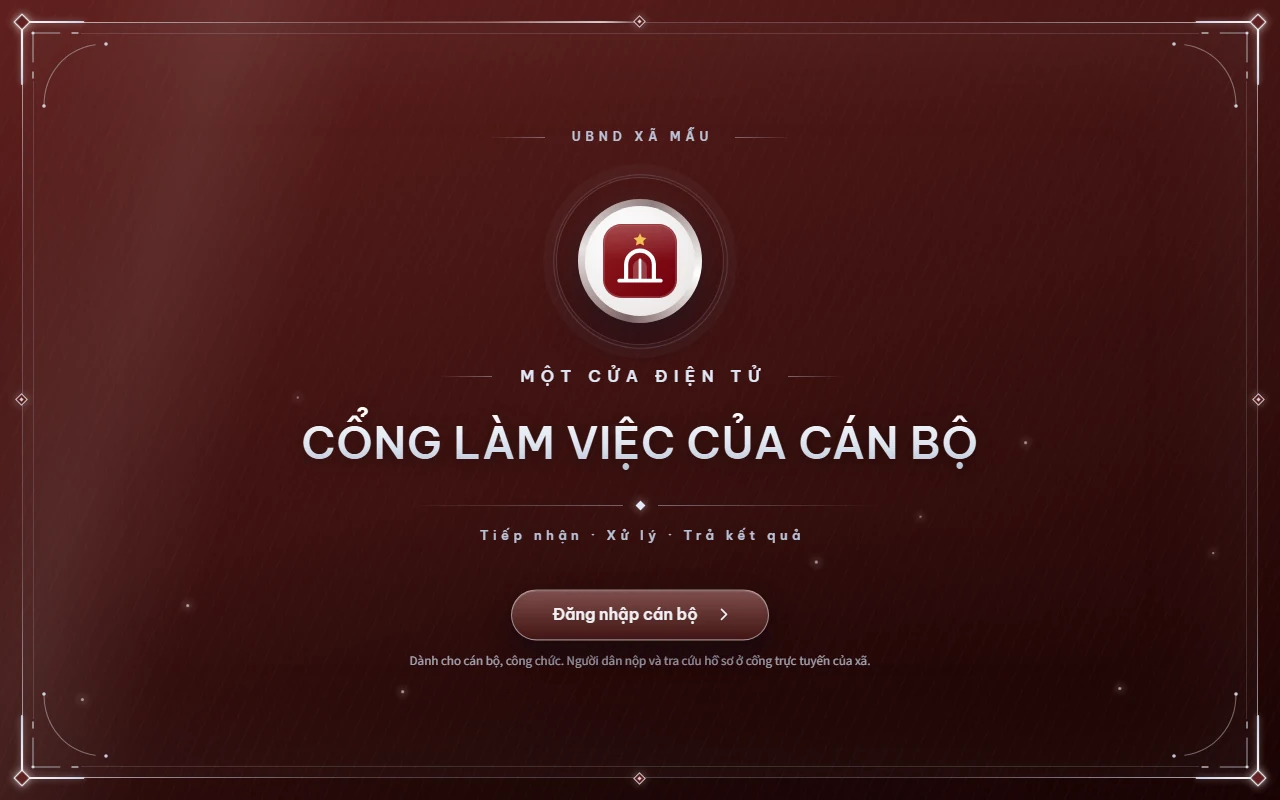 UBND XÃ MẪU
MỘT CỬA ĐIỆN TỬ
CỔNG LÀM VIỆC CỦA CÁN BỘ
Tiếp nhận · Xử lý · Trả kết quả
Đăng nhập cán bộ
Dành cho cán bộ, công chức. Người dân nộp và tra cứu hồ sơ ở cổng trực tuyến của xã.